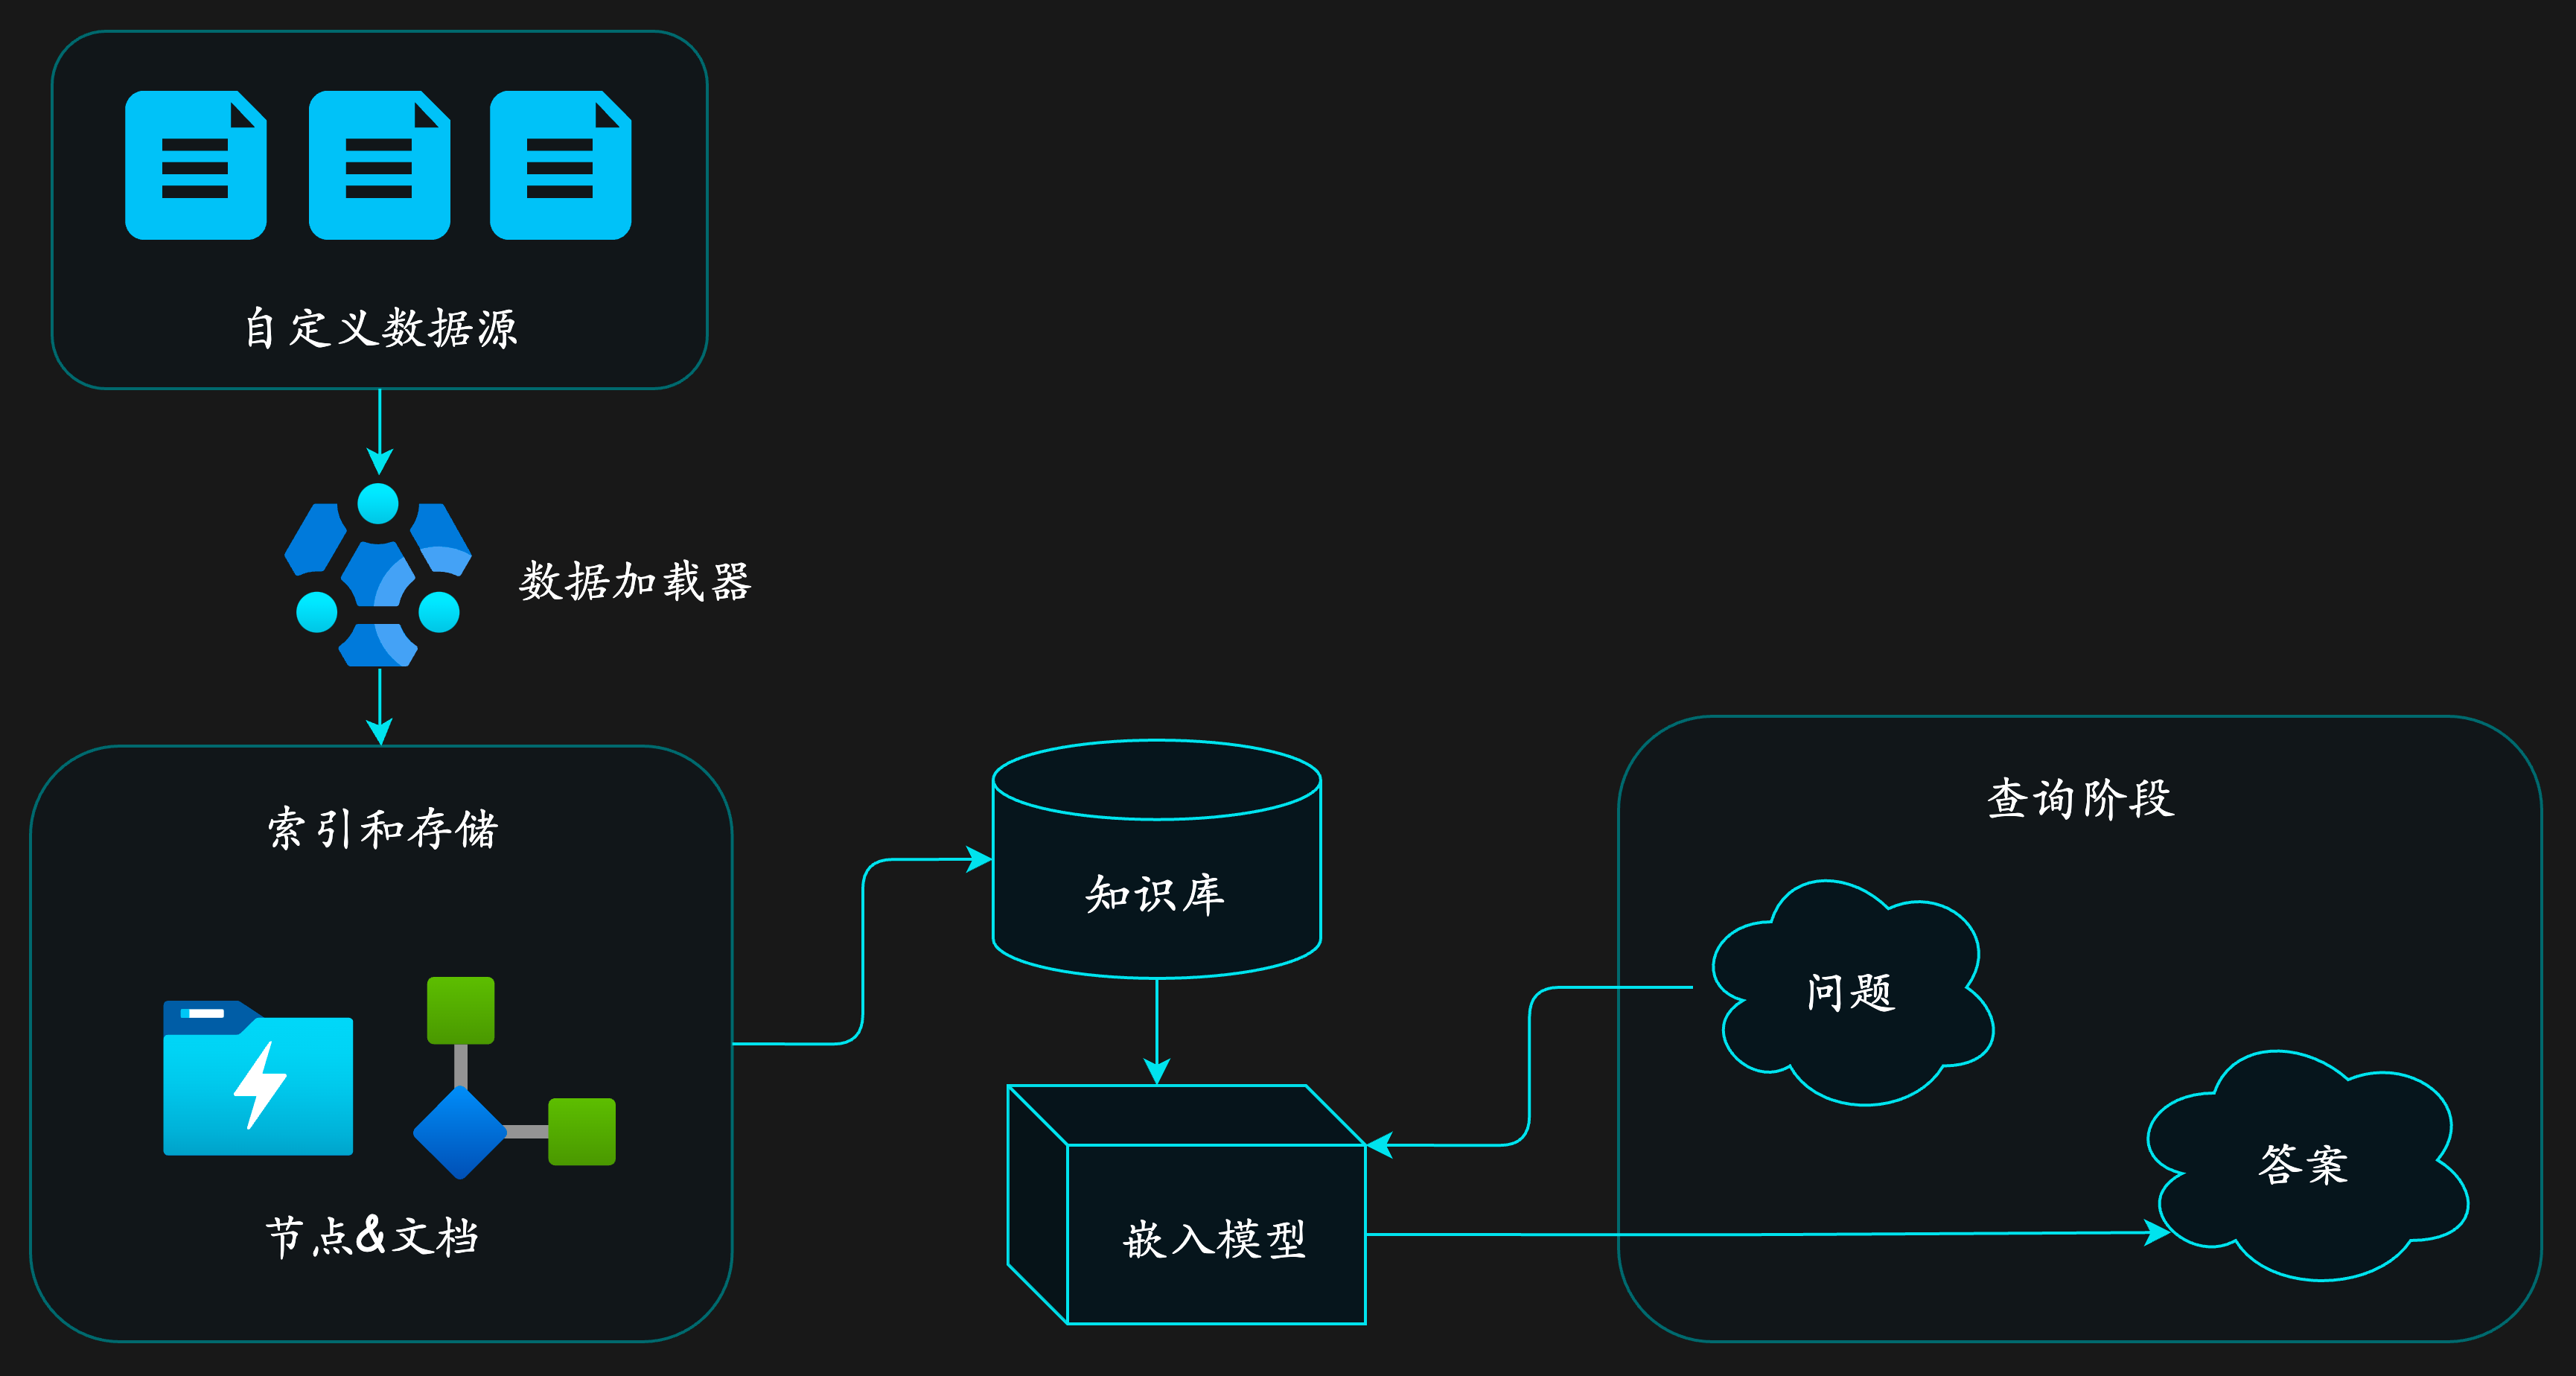 自定义数据源
数据加载器
索引和存储
节点&文档
知识库
嵌入模型
查询阶段
问题
答案